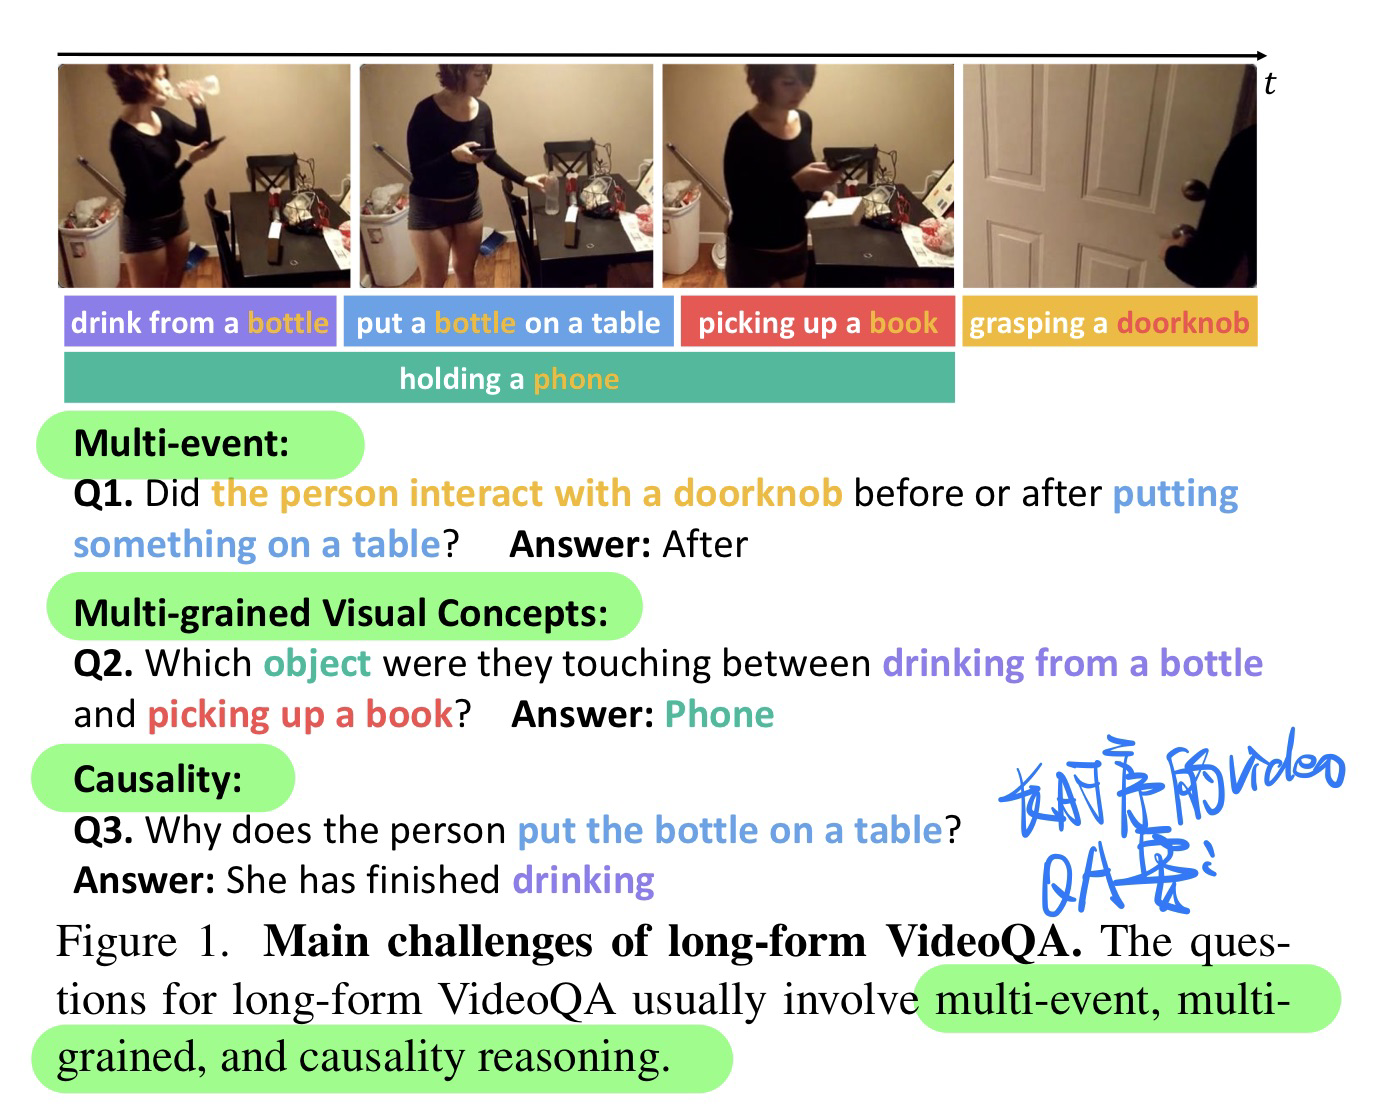 t
drink from a bottle
put a bottle on a table
picking up a book
grasping a doorknob
holding a phone
Multi-event:
Q1. Did the person interact with a doorknob before or after putting
something on a table? Answer: After
Multi-grained Visual Concepts:
Q2. Which object were they touching between drinking from a bottle
and picking up a book? Answer: Phone
Causality:
Q3. Why does the person put the bottle on a table?
Answer: She has finished drinking
长时序的video
QA
Figure 1. Main challenges of long-form VideoQA. The ques-
tions for long-form VideoQA usually involve multi-event, multi-
grained, and causality reasoning.